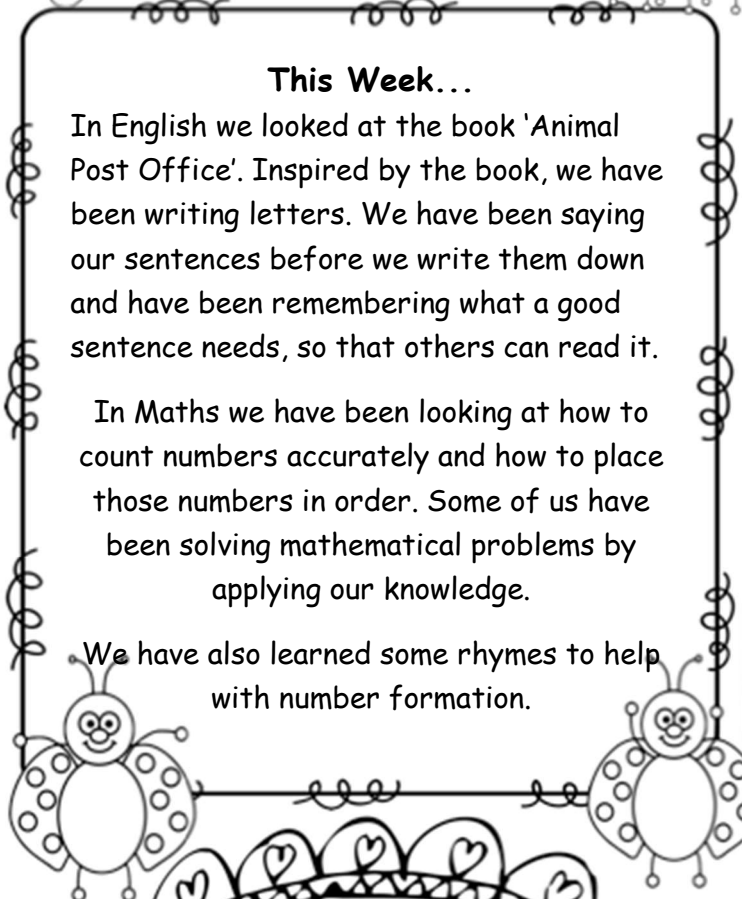 This Week...
In English we looked at the book ‘Animal
Post Office’. Inspired by the book, we have
been writing letters. We have been saying
our sentences before we write them down
and have been remembering what a good
sentence needs, so that others can read it.
In Maths we have been looking at how to
count numbers accurately and how to place
those numbers in order. Some of us have
been solving mathematical problems by
applying our knowledge.
We have also learned some rhymes to help
with number formation.